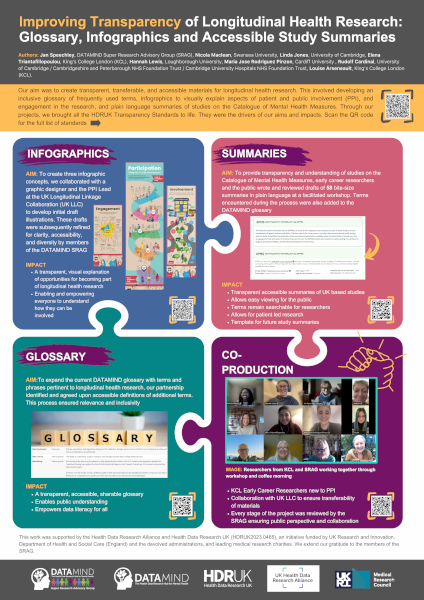 Improving Transparency of Longitudinal Health Research:
Glossary, Infographics and Accessible Study Summaries
Authors: Jan Speechley, DATAMIND Super Research Advisory Group (SRAG), Nicola Maclean, Swansea University, Linda Jones, University of Cambridge, Elena
Triantafillopoulou, King's College London (KCL), Hannah Lewis, Loughborough University, Maria Jose Rodriguez Pinzon, Cardiff University , Rudolf Cardinal, University
of Cambridge / Cambridgeshire and Peterborough NHS Foundation Trust / Cambridge University Hospitals NHS Foundation Trust, Louise Arseneault, King's College London
(KCL).
Our aim was to create transparent, transferable, and accessible materials for longitudinal health research. This involved developing an
inclusive glossary of frequently used terms, infographics to visually explain aspects of patient and public involvement (PPI), and
engagement in the research, and plain language summaries of studies on the Catalogue of Mental Health Measures. Through our
projects, we brought all the HDRUK Transparency Standards to life. They were the drivers of our aims and impacts. Scan the QR code
for the full list of standards
INFOGRAPHICS
AIM: To create three infographic
concepts, we collaborated with a
graphic designer and the PPI Lead
at the UK Longitudinal Linkage
Collaboration (UK LLC)
to develop initial draft
illustrations. These drafts
were subsequently refined
for clarity, accessibility,
and diversity by members
of the DATAMIND SRAG
Engagement
Participation
Involvement
IMPACT
A transparent, visual explanation
of opportunities for becoming part
of longitudinal health research
Enabling and empowering
everyone to understand
how they can be
involved
SUMMARIES
AIM: To provide transparency and understanding of studies on the
Catalogue of Mental Health Measures, early career researchers
and the public wrote and reviewed drafts of 58 bite-size
summaries in plain language at a facilitated workshop. Terms
encountered during the process were also added to the
DATAMIND glossary
IMPACT
Transparent accessible summaries of UK based studies
Allows easy viewing for the public
Terms remain searchable for researchers
Allows for patient led research
Template for future study summaries
GLOSSARY
AIM:To expand the current DATAMIND glossary with terms and
phrases pertinent to longitudinal health research, our partnership
identified and agreed upon accessible definitions of additional terms.
This process ensured relevance and inclusivity
GLOSSARY
IMPACT
A transparent, accessible, sharable glossary
Enables public understanding
Empowers data literacy for all
CO-
PRODUCTION
IMAGE: Researchers from KCL and SRAG working together through
workshop and coffee morning
KCL Early Career Researchers new to PPI
Collaboration with UK LLC to ensure transferability
of materials
Every stage of the project was reviewed by the
SRAG ensuring public perspective and collaboration
This work was supported by the Health Data Research Alliance and Health Data Research UK (HDRUK2023.0468), an initiative funded by UK Research and Innovation,
Department of Health and Social Care (England) and the devolved administrations, and leading medical research charities. We extend our gratitude to the members of the
SRAG.
DATAMIND
Super Research Advisory Group
DATAMIND
HDRUK
Health Data Research UK
UK Health Data
Research Alliance
UKRI
Medical
Research
Council